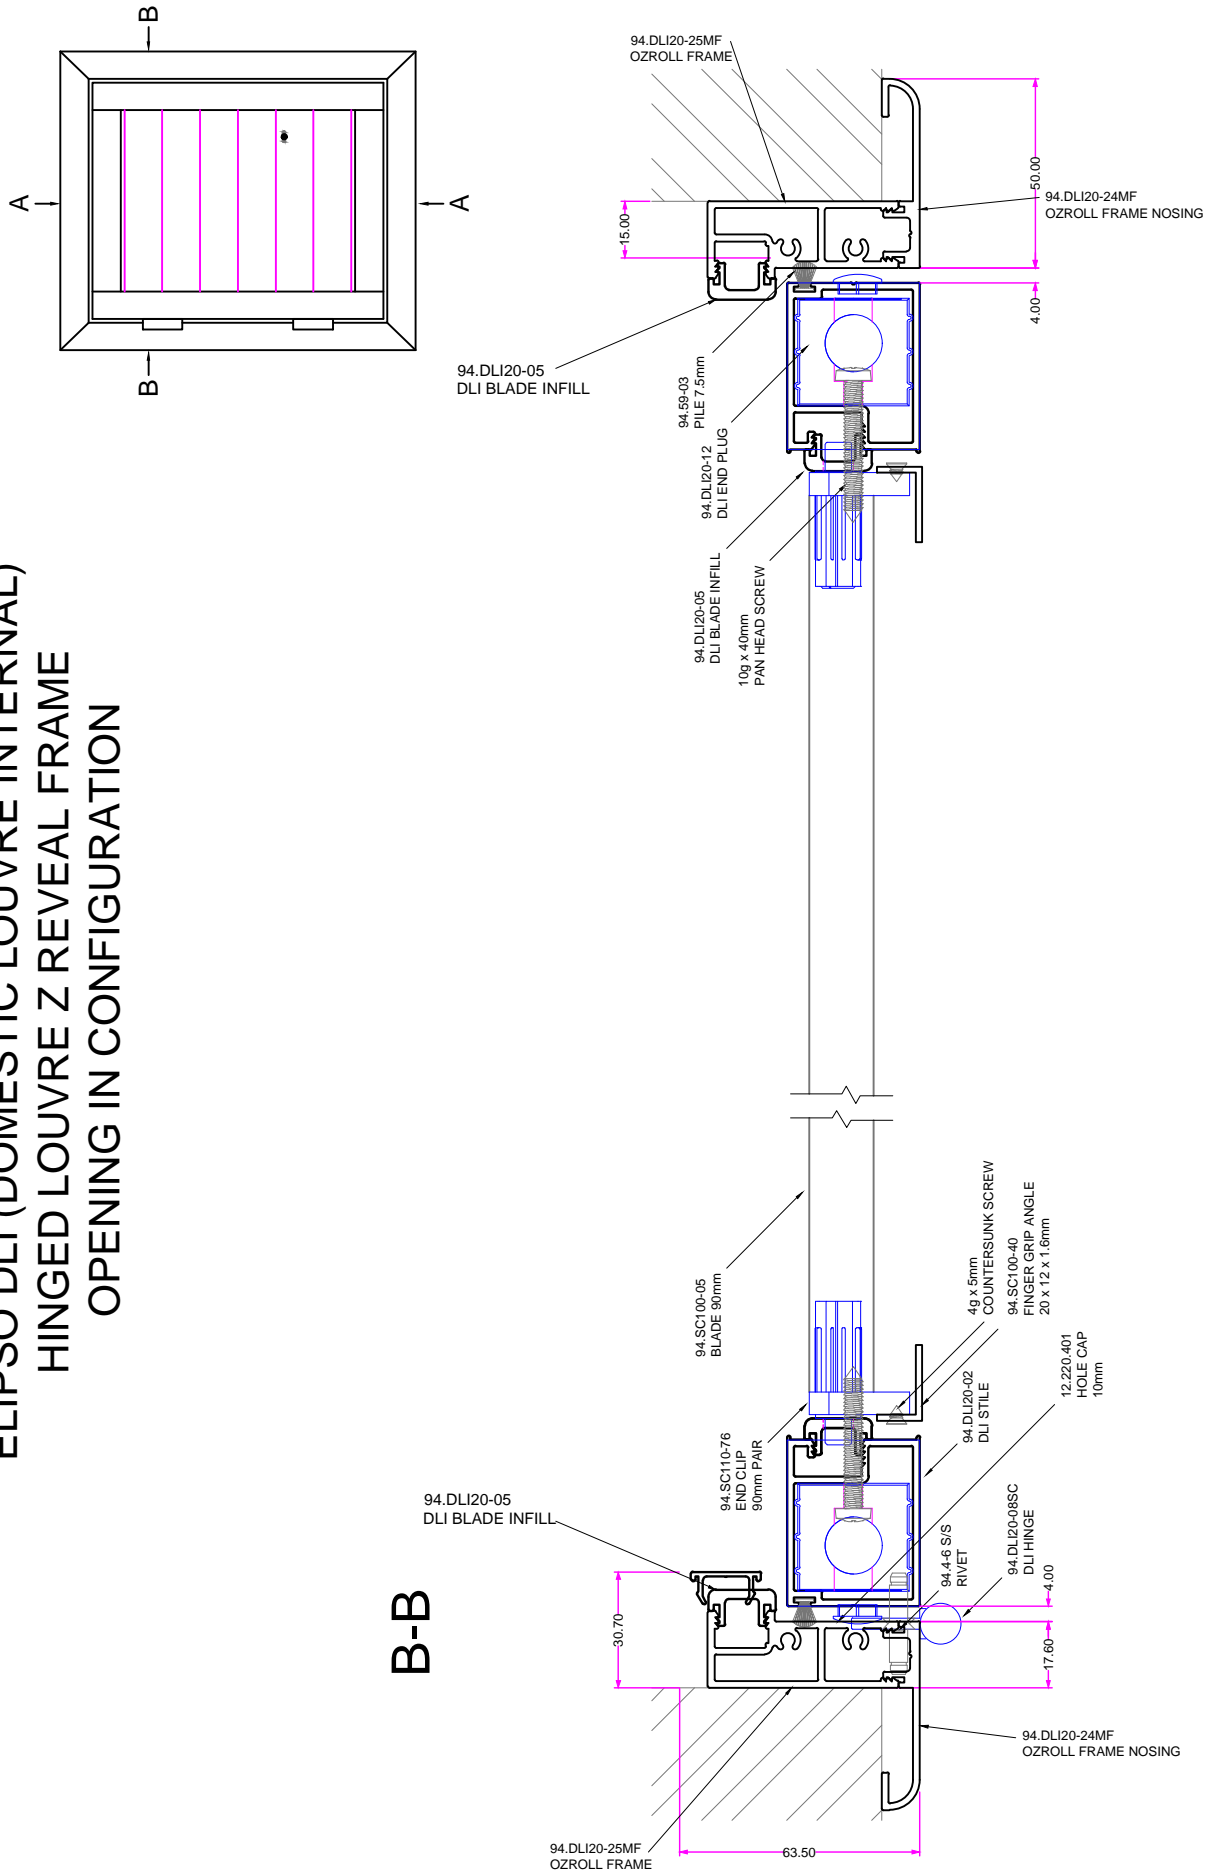 ELIPSO DLI (DOMESTIC LOUVRE INTERNAL)
HINGED LOUVRE Z REVEAL FRAME
OPENING IN CONFIGURATION
B
B
A
A
B-B
94.DLI20-25MF
OZROLL FRAME
50.00
94.DLI20-24MF
OZROLL FRAME NOSING
15.00
4.00
94.DLI20-05
DLI BLADE INFILL
94.59-03
PILE 7.5mm
94.DLI20-12
DLI END PLUG
94.DLI20-05
DLI BLADE INFILL
10g x 40mm
PAN HEAD SCREW
94.SC100-05
BLADE 90mm
4g x 5mm
COUNTERSUNK SCREW
94.SC100-40
FINGER GRIP ANGLE
20 x 12 x 1.6mm
12.220.401
HOLE CAP
10mm
94.DLI20-02
DLI STILE
94.SC110-76
END CLIP
90mm PAIR
94.DLI20-05
DLI BLADE INFILL
94.4-6 S/S
RIVET
94.DLI20-08SC
DLI HINGE
4.00
30.70
17.60
94.DLI20-24MF
OZROLL FRAME NOSING
94.DLI20-25MF
OZROLL FRAME
63.50